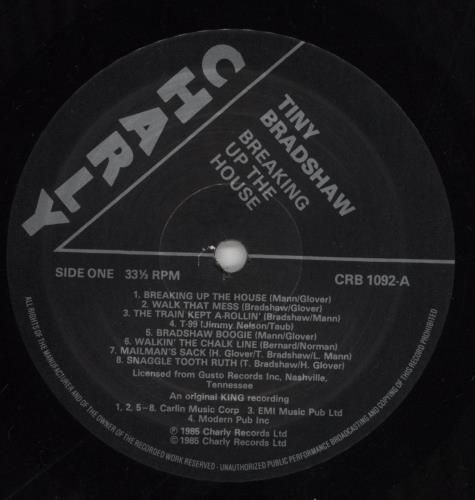 CHARLY
TINY
BRADSHAW
BREAKING
UP THE
HOUSE
SIDE ONE 33⅓ RPM
CRB 1092-A
1. BREAKING UP THE HOUSE (Mann/Glover)
2. WALK THAT MESS (Bradshaw/Glover)
3. THE TRAIN KEPT A-ROLLIN' (Bradshaw/Mann)
4. T-99 (Jimmy Nelson/Taub)
5. BRADSHAW BOOGIE (Mann/Glover)
6. WALKIN' THE CHALK LINE (Bernard/Norman)
7. MAILMAN'S SACK (H. Glover/T. Bradshaw/L. Mann)
8. SNAGGLE TOOTH RUTH (T. Bradshaw/H. Glover)
Licensed from Gusto Records Inc, Nashville,
Tennessee
An original KING recording
1, 2, 5-8. Carlin Music Corp 3. EMI Music Pub Ltd
4. Modern Pub Inc
℗ 1985 Charly Records Ltd
© 1985 Charly Records Ltd
ALL RIGHTS OF THE MANUFACTURER AND OF THE OWNER OF THE RECORDED WORK RESERVED - UNAUTHORIZED PUBLIC PERFORMANCE BROADCASTING AND COPYING OF THIS RECORD PROHIBITED